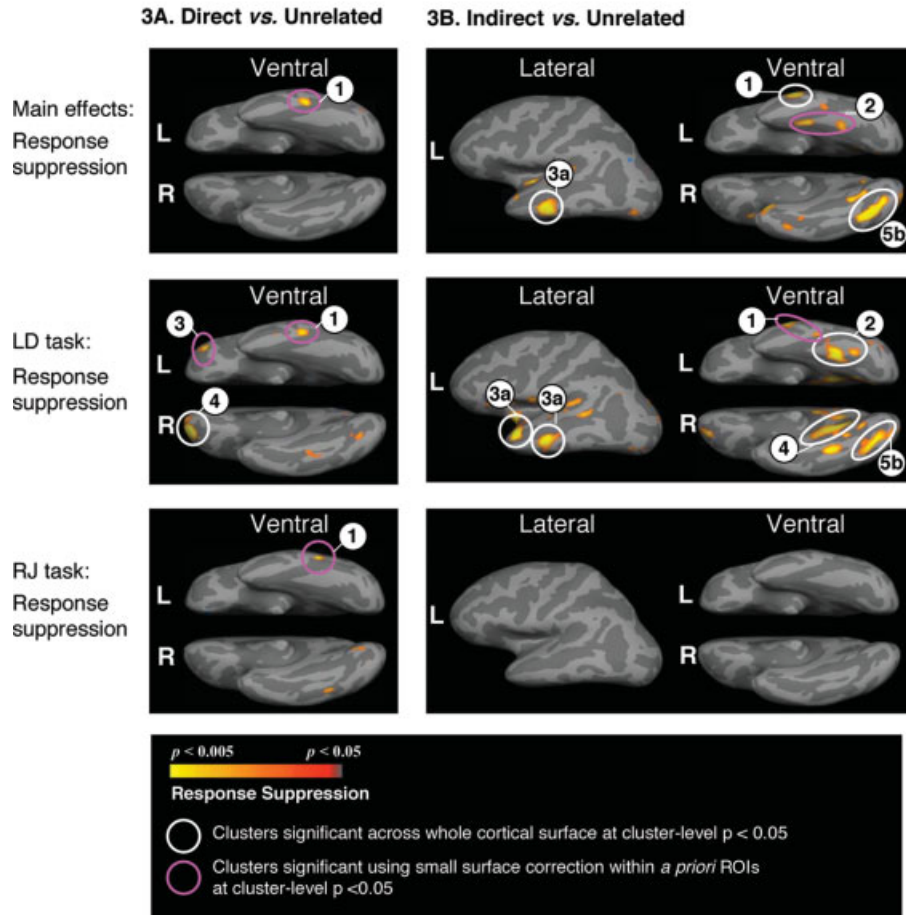 3A. Direct vs. Unrelated
3B. Indirect vs. Unrelated
Main effects:
Response
suppression
Ventral
1
L
R
Lateral
L
3a
Ventral
1
2
L
R
5b
LD task:
Response
suppression
Ventral
3
1
L
4
R
Lateral
L
3a
3a
Ventral
1
2
L
R
4
5b
RJ task:
Response
suppression
Ventral
1
L
R
Lateral
L
Ventral
L
R
p < 0.005
p < 0.05
Response Suppression
Clusters significant across whole cortical surface at cluster-level p < 0.05
Clusters significant using small surface correction within a priori ROIs
at cluster-level p <0.05